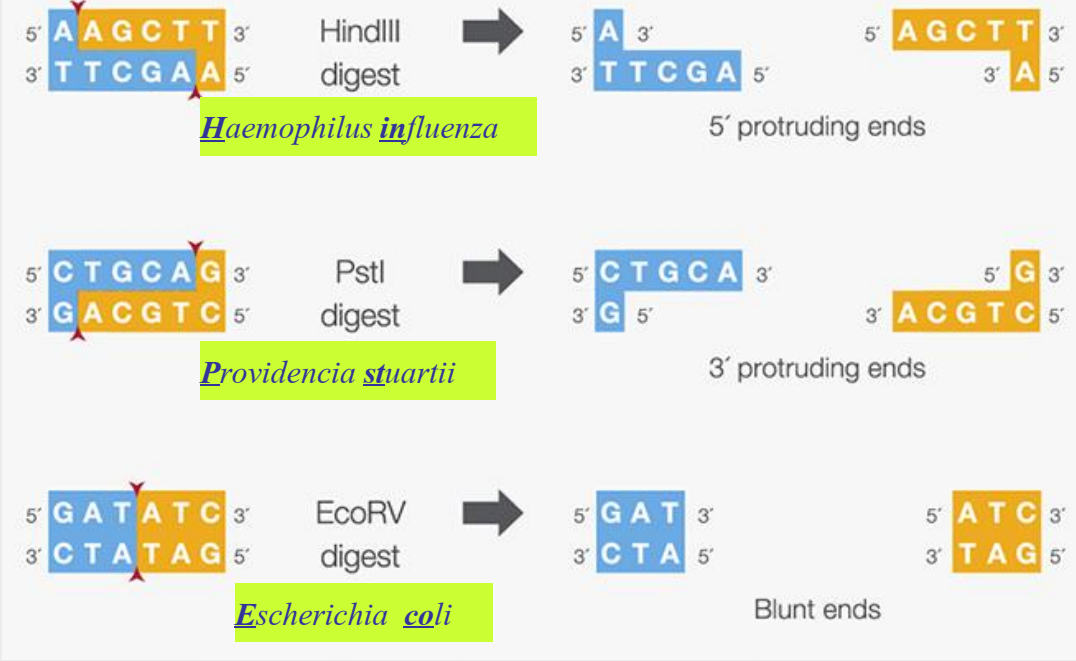 5´ A A G C T T 3´ HindIII 5´ A 3´ 5´ A G C T T 3´
3´ T T C G A A 5´ digest 3´ T T C G A 5´ 3´ A 5´
Haemophilus influenza 5´ protruding ends
5´ C T G C A G 3´ PstI 5´ C T G C A 3´ 5´ G 3´
3´ G A C G T C 5´ digest 3´ G 5´ 3´ A C G T C 5´
Providencia stuartii 3´ protruding ends
5´ G A T A T C 3´ EcoRV 5´ G A T 3´ 5´ A T C 3´
3´ C T A T A G 5´ digest 3´ C T A 5´ 3´ T A G 5´
Escherichia coli Blunt ends